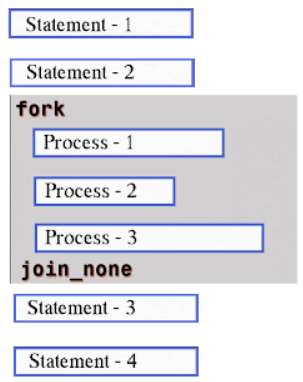 Statement - 1
Statement - 2
fork
Process - 1
Process - 2
Process - 3
join_none
Statement - 3
Statement - 4